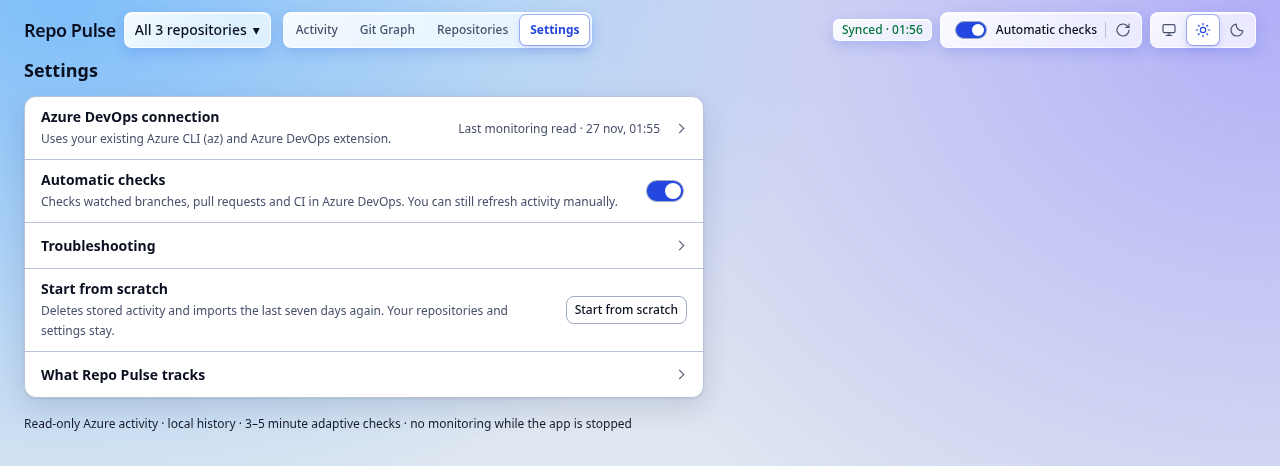 Repo Pulse
All 3 repositories ▾
Activity
Git Graph
Repositories
Settings
Synced · 01:56
Automatic checks
Settings
Azure DevOps connection
Uses your existing Azure CLI (az) and Azure DevOps extension.
Last monitoring read · 27 nov, 01:55
Automatic checks
Checks watched branches, pull requests and CI in Azure DevOps. You can still refresh activity manually.
Troubleshooting
Start from scratch
Deletes stored activity and imports the last seven days again. Your repositories and
settings stay.
Start from scratch
What Repo Pulse tracks
Read-only Azure activity · local history · 3–5 minute adaptive checks · no monitoring while the app is stopped